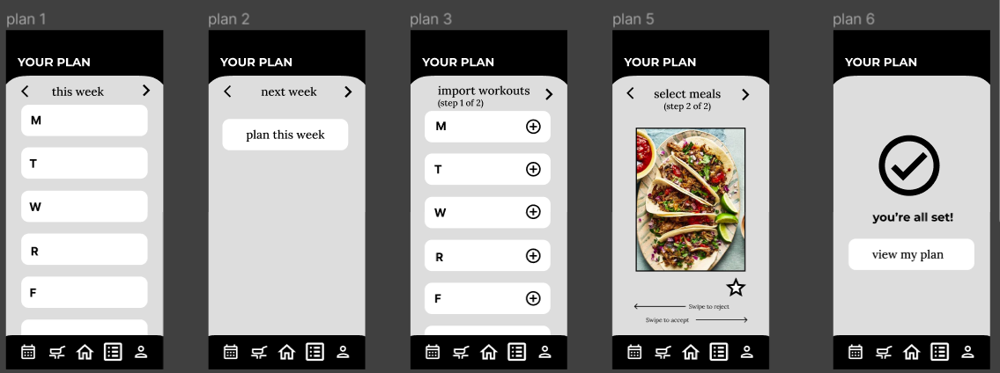 plan 1
YOUR PLAN
this week
M
T
W
R
F
plan 2
YOUR PLAN
next week
plan this week
plan 3
YOUR PLAN
import workouts
(step 1 of 2)
M
T
W
R
F
plan 5
YOUR PLAN
select meals
(step 2 of 2)
Swipe to reject
Swipe to accept
plan 6
YOUR PLAN
you're all set!
view my plan